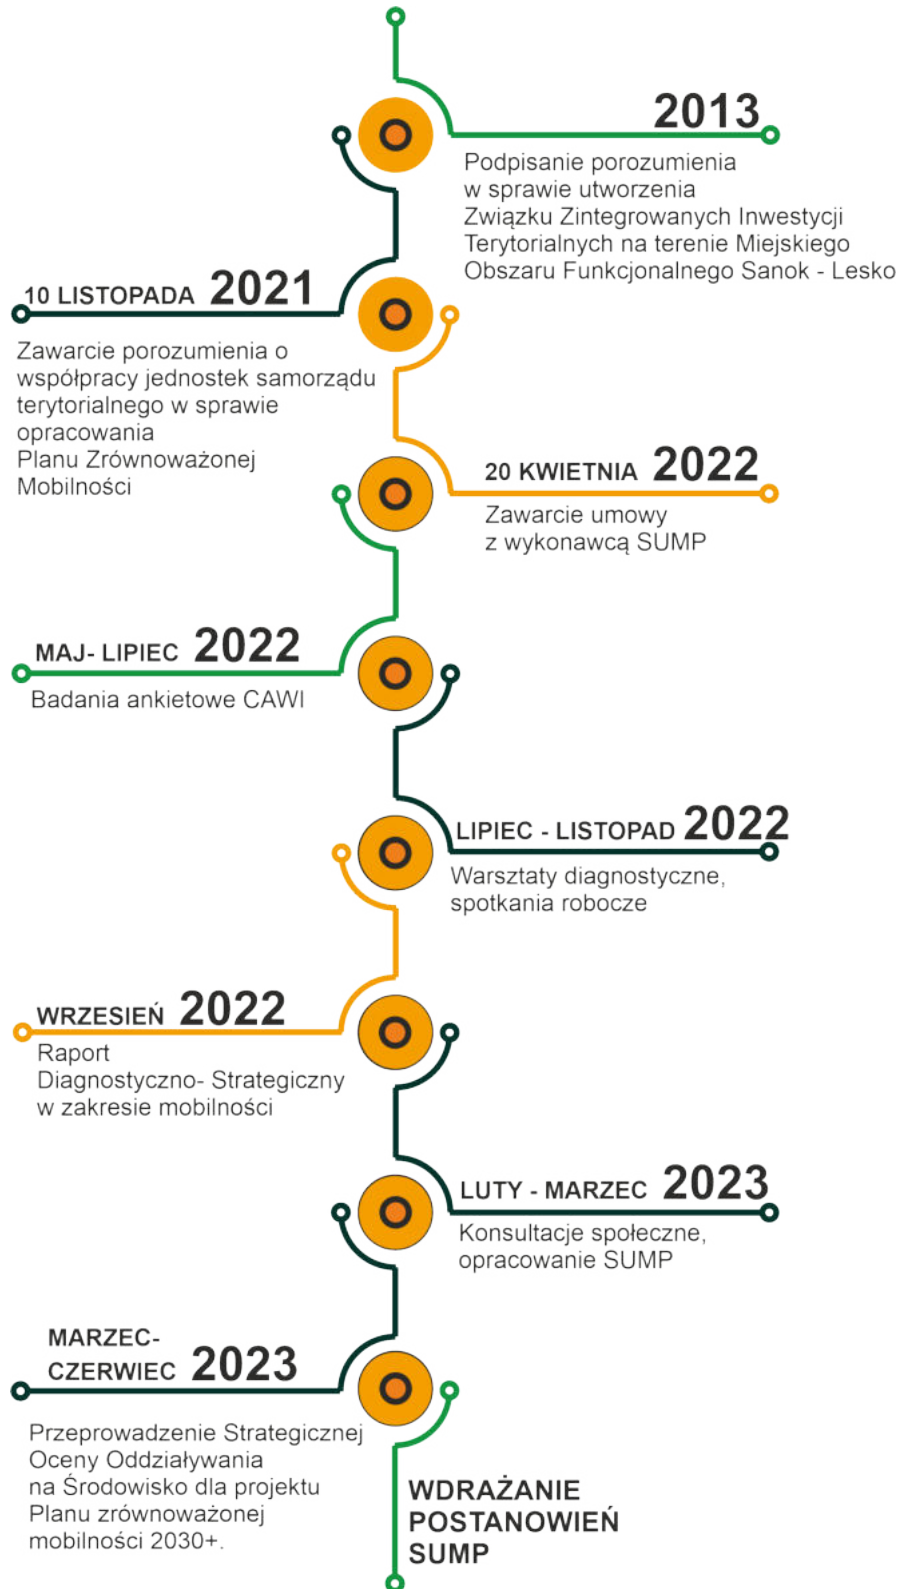 2013
Podpisanie porozumienia
w sprawie utworzenia
Związku Zintegrowanych Inwestycji
Terytorialnych na terenie Miejskiego
Obszaru Funkcjonalnego Sanok - Lesko
10 LISTOPADA 2021
Zawarcie porozumienia o
współpracy jednostek samorządu
terytorialnego w sprawie
opracowania
Planu Zrównoważonej
Mobilności
20 KWIETNIA 2022
Zawarcie umowy
z wykonawcą SUMP
MAJ- LIPIEC 2022
Badania ankietowe CAWI
LIPIEC - LISTOPAD 2022
Warsztaty diagnostyczne,
spotkania robocze
WRZESIEŃ 2022
Raport
Diagnostyczno- Strategiczny
w zakresie mobilności
LUTY - MARZEC 2023
Konsultacje społeczne,
opracowanie SUMP
MARZEC-
CZERWIEC 2023
Przeprowadzenie Strategicznej
Oceny Oddziaływania
na Środowisko dla projektu
Planu zrównoważonej
mobilności 2030+.
WDRAŻANIE
POSTANOWIEŃ
SUMP